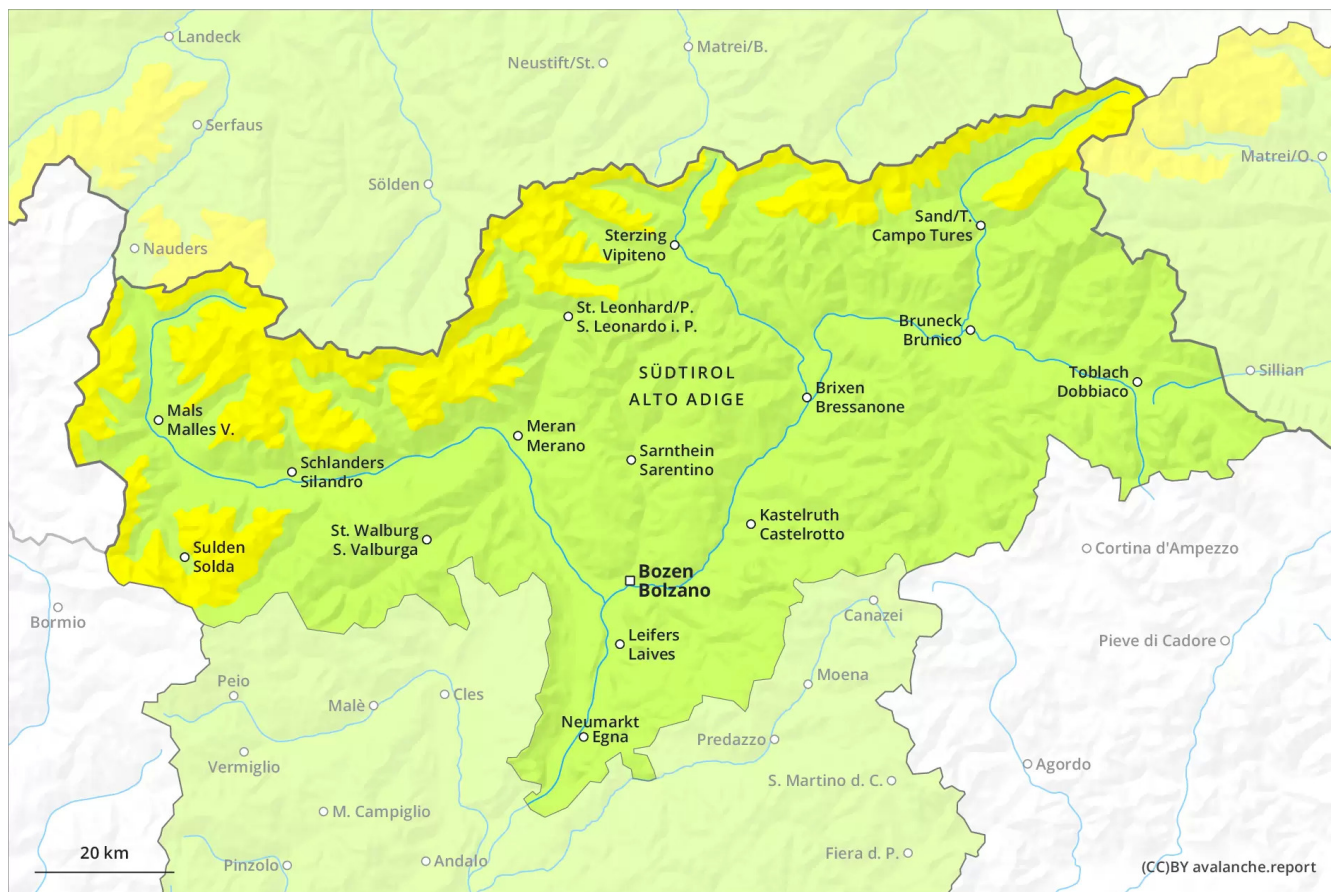 Landeck
Matrei/B.
Neustift/St.
Serfaus
Matrei/O.
Sölden
Sand/T.
Campo Tures
Sterzing
Vipiteno
Nauders
St. Leonhard/P.
S. Leonardo i. P.
Bruneck
Brunico
SÜDTIROL
ALTO ADIGE
Toblach
Dobbiaco
Sillian
Brixen
Bressanone
Mals
Malles V.
Meran
Merano
Sarnthein
Sarentino
Schlanders
Silandro
Kastelruth
Castelrotto
St. Walburg
S. Valburga
Sulden
Solda
Cortina d'Ampezzo
Bozen
Bolzano
Bormio
Canazei
Leifers
Laives
Pieve di Cadore
Moena
Peio
Cles
Malè
Neumarkt
Egna
Predazzo
Vermiglio
Agordo
S. Martino d. C.
M. Campiglio
20 km
Andalo
Fiera d. P.
Pinzolo
(CC)BY avalanche.report